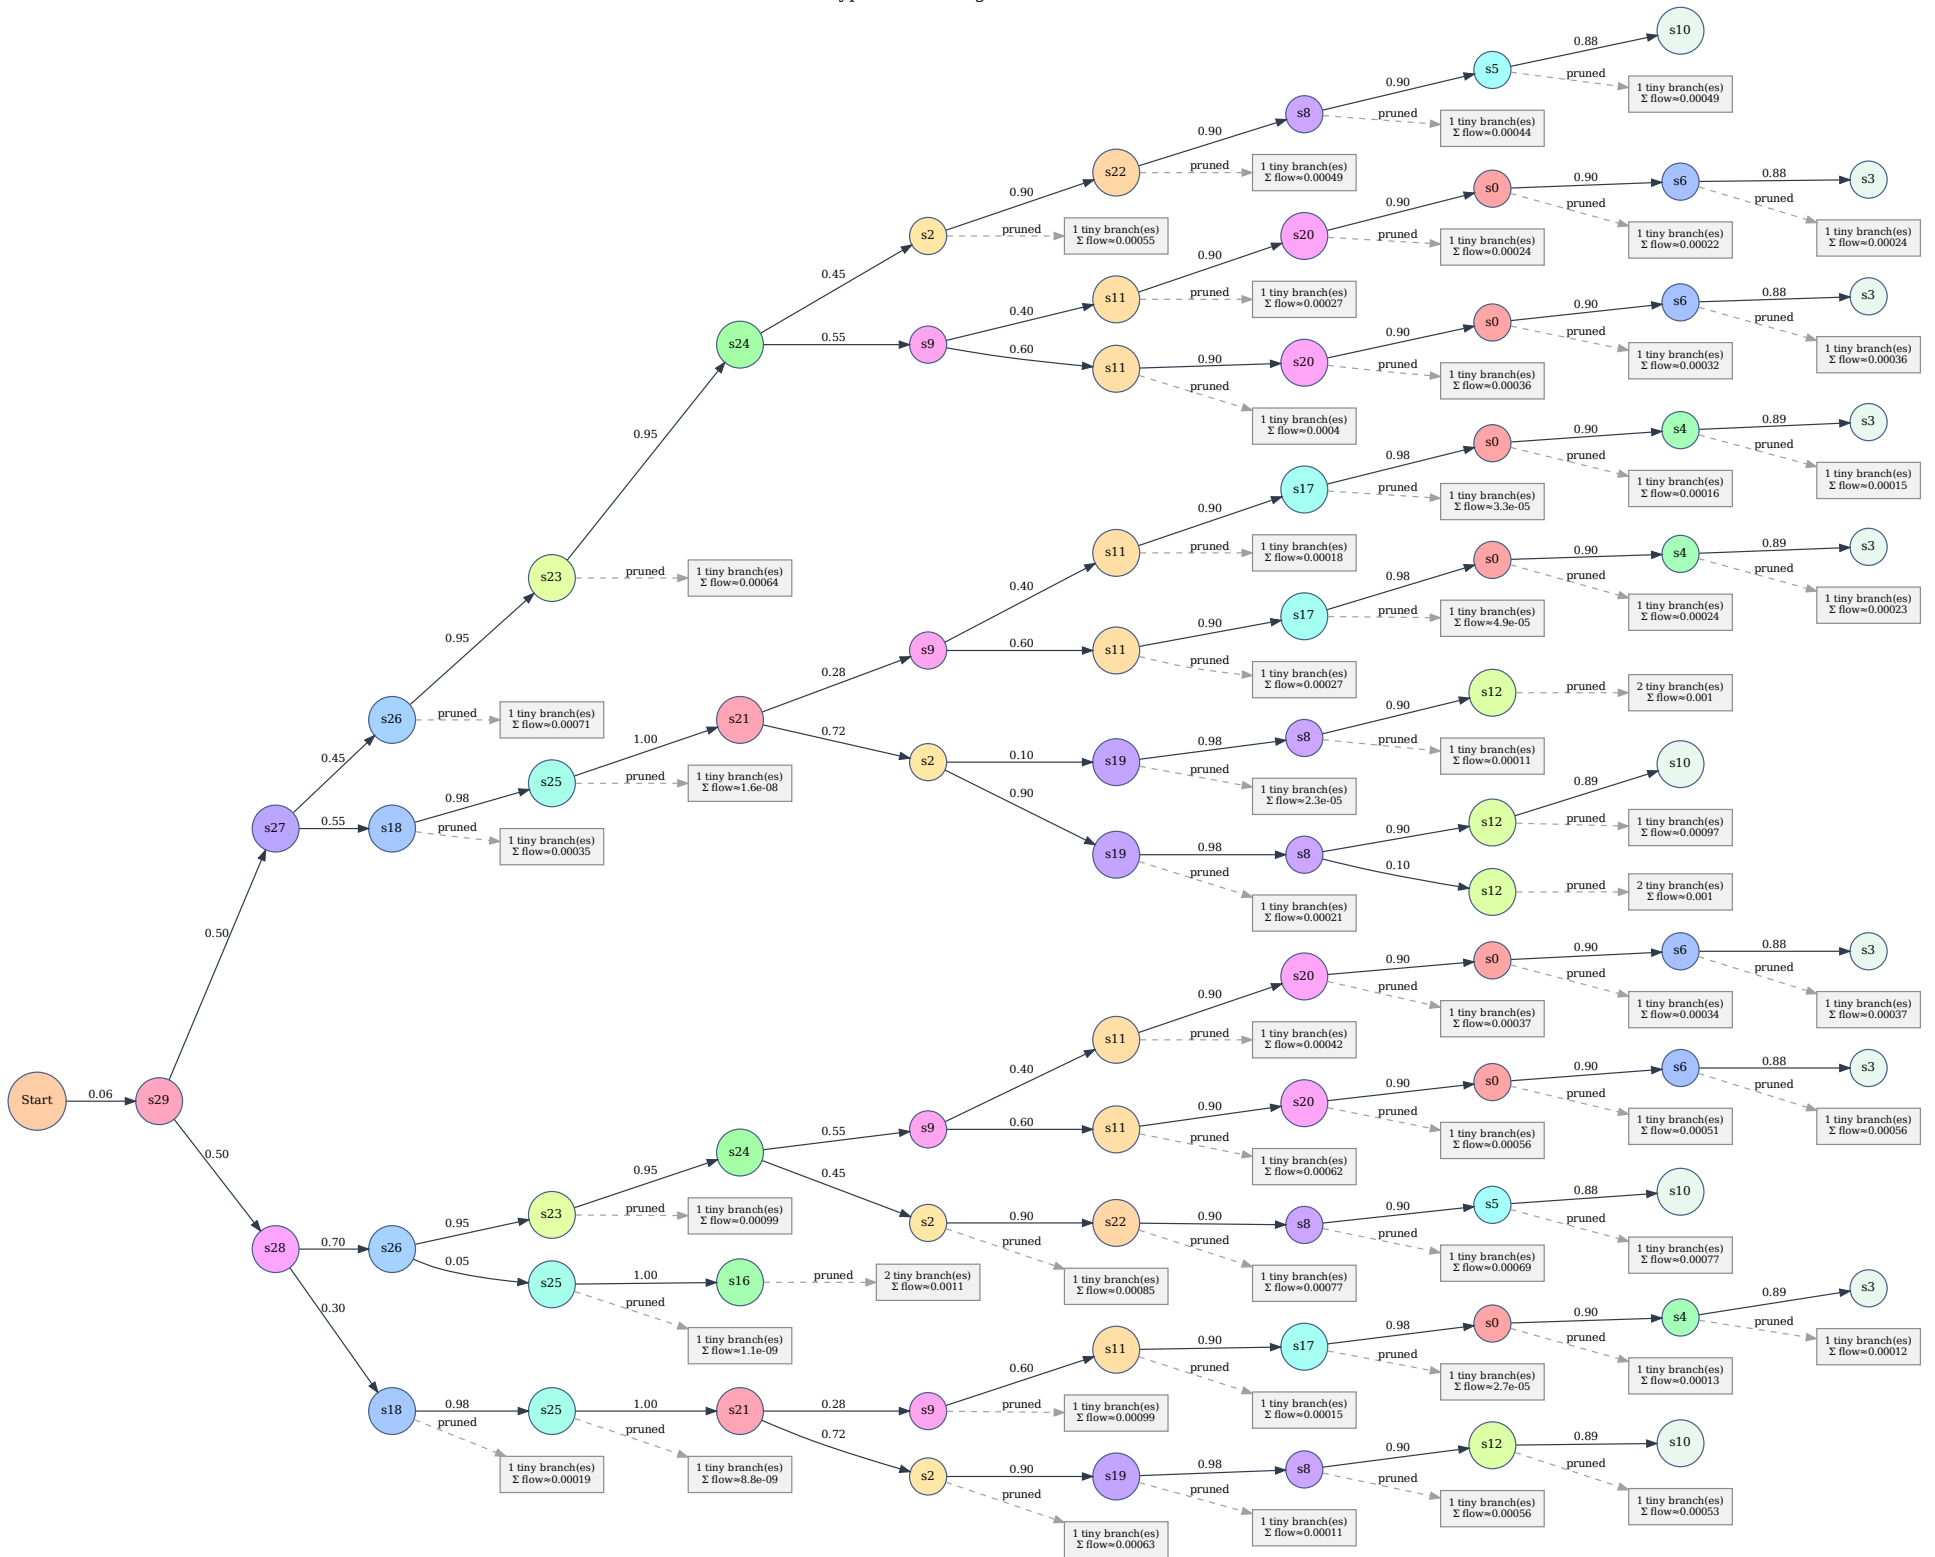 s10
0.88
s5
pruned
1 tiny branch(es)
Σ flow≈0.00049
0.90
s8
pruned
1 tiny branch(es)
Σ flow≈0.00044
0.90
s22
pruned
1 tiny branch(es)
Σ flow≈0.00049
0.90
s2
pruned
1 tiny branch(es)
Σ flow≈0.00055
0.45
s3
0.88
s6
pruned
1 tiny branch(es)
Σ flow≈0.00024
0.90
s0
pruned
1 tiny branch(es)
Σ flow≈0.00022
0.90
s20
pruned
1 tiny branch(es)
Σ flow≈0.00024
0.90
s11
pruned
1 tiny branch(es)
Σ flow≈0.00027
0.40
s24
0.55
s9
0.60
s11
0.90
pruned
1 tiny branch(es)
Σ flow≈0.0004
s20
0.90
pruned
1 tiny branch(es)
Σ flow≈0.00036
s0
0.90
pruned
1 tiny branch(es)
Σ flow≈0.00032
s6
0.88
s3
pruned
1 tiny branch(es)
Σ flow≈0.00036
0.95
s23
pruned
1 tiny branch(es)
Σ flow≈0.00064
0.95
s26
pruned
1 tiny branch(es)
Σ flow≈0.00071
0.45
s27
0.55
s18
0.98
pruned
1 tiny branch(es)
Σ flow≈0.00035
s25
1.00
pruned
1 tiny branch(es)
Σ flow≈1.6e-08
s21
0.28
s9
0.40
s11
0.90
pruned
1 tiny branch(es)
Σ flow≈0.00018
s17
0.98
pruned
1 tiny branch(es)
Σ flow≈3.3e-05
s0
0.90
pruned
1 tiny branch(es)
Σ flow≈0.00016
s4
0.89
s3
pruned
1 tiny branch(es)
Σ flow≈0.00015
0.60
s11
0.90
pruned
1 tiny branch(es)
Σ flow≈0.00027
s17
0.98
pruned
1 tiny branch(es)
Σ flow≈4.9e-05
s0
0.90
pruned
1 tiny branch(es)
Σ flow≈0.00024
s4
0.89
s3
pruned
1 tiny branch(es)
Σ flow≈0.00023
0.72
s2
0.10
s19
0.98
pruned
1 tiny branch(es)
Σ flow≈2.3e-05
s8
0.90
pruned
1 tiny branch(es)
Σ flow≈0.00011
s12
pruned
2 tiny branch(es)
Σ flow≈0.001
0.90
s19
0.98
pruned
1 tiny branch(es)
Σ flow≈0.00021
s8
0.90
s12
0.89
s10
pruned
1 tiny branch(es)
Σ flow≈0.00097
0.10
s12
pruned
2 tiny branch(es)
Σ flow≈0.001
0.50
Start
0.06
s29
0.50
s28
0.70
s26
0.95
s23
0.95
pruned
1 tiny branch(es)
Σ flow≈0.00099
s24
0.55
s9
0.40
s11
0.90
pruned
1 tiny branch(es)
Σ flow≈0.00042
s20
0.90
pruned
1 tiny branch(es)
Σ flow≈0.00037
s0
0.90
pruned
1 tiny branch(es)
Σ flow≈0.00034
s6
0.88
s3
pruned
1 tiny branch(es)
Σ flow≈0.00037
0.60
s11
0.90
pruned
1 tiny branch(es)
Σ flow≈0.00062
s20
0.90
pruned
1 tiny branch(es)
Σ flow≈0.00056
s0
0.90
pruned
1 tiny branch(es)
Σ flow≈0.00051
s6
0.88
s3
pruned
1 tiny branch(es)
Σ flow≈0.00056
0.45
s2
0.90
pruned
1 tiny branch(es)
Σ flow≈0.00085
s22
0.90
pruned
1 tiny branch(es)
Σ flow≈0.00077
s8
0.90
pruned
1 tiny branch(es)
Σ flow≈0.00069
s5
0.88
s10
pruned
1 tiny branch(es)
Σ flow≈0.00077
0.05
s25
1.00
pruned
1 tiny branch(es)
Σ flow≈1.1e-09
s16
pruned
2 tiny branch(es)
Σ flow≈0.0011
0.30
s18
0.98
pruned
1 tiny branch(es)
Σ flow≈0.00019
s25
1.00
pruned
1 tiny branch(es)
Σ flow≈8.8e-09
s21
0.28
s9
0.60
pruned
1 tiny branch(es)
Σ flow≈0.00099
s11
0.90
pruned
1 tiny branch(es)
Σ flow≈0.00015
s17
0.98
pruned
1 tiny branch(es)
Σ flow≈2.7e-05
s0
0.90
pruned
1 tiny branch(es)
Σ flow≈0.00013
s4
0.89
s3
pruned
1 tiny branch(es)
Σ flow≈0.00012
0.72
s2
0.90
pruned
1 tiny branch(es)
Σ flow≈0.00063
s19
0.98
pruned
1 tiny branch(es)
Σ flow≈0.00011
s8
0.90
pruned
1 tiny branch(es)
Σ flow≈0.00056
s12
0.89
s10
pruned
1 tiny branch(es)
Σ flow≈0.00053